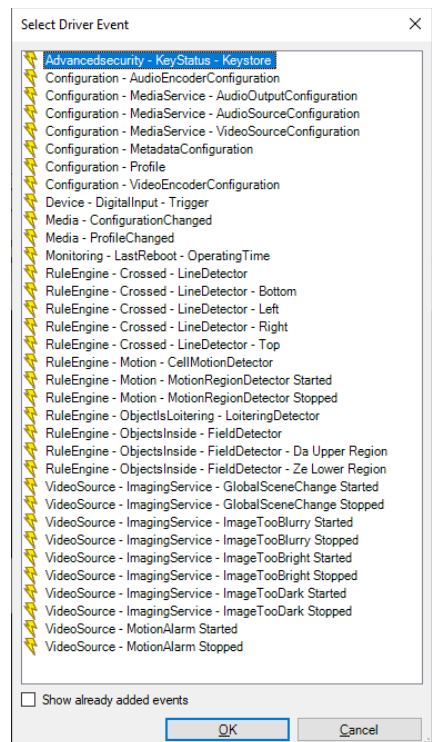 Select Driver Event
Advancedsecurity - KeyStatus - Keystore
Configuration - AudioEncoderConfiguration
Configuration - MediaService - AudioOutputConfiguration
Configuration - MediaService - AudioSourceConfiguration
Configuration - MediaService - VideoSourceConfiguration
Configuration - MetadataConfiguration
Configuration - Profile
Configuration - VideoEncoderConfiguration
Device - DigitalInput - Trigger
Media - ConfigurationChanged
Media - ProfileChanged
Monitoring - LastReboot - OperatingTime
RuleEngine - Crossed - LineDetector
RuleEngine - Crossed - LineDetector - Bottom
RuleEngine - Crossed - LineDetector - Left
RuleEngine - Crossed - LineDetector - Right
RuleEngine - Crossed - LineDetector - Top
RuleEngine - Motion - CellMotionDetector
RuleEngine - Motion - MotionRegionDetector Started
RuleEngine - Motion - MotionRegionDetector Stopped
RuleEngine - ObjectIsLoitering - LoiteringDetector
RuleEngine - ObjectsInside - FieldDetector
RuleEngine - ObjectsInside - FieldDetector - Da Upper Region
RuleEngine - ObjectsInside - FieldDetector - Ze Lower Region
VideoSource - ImagingService - GlobalSceneChange Started
VideoSource - ImagingService - GlobalSceneChange Stopped
VideoSource - ImagingService - ImageTooBlurry Started
VideoSource - ImagingService - ImageTooBlurry Stopped
VideoSource - ImagingService - ImageTooBright Started
VideoSource - ImagingService - ImageTooBright Stopped
VideoSource - ImagingService - ImageTooDark Started
VideoSource - ImagingService - ImageTooDark Stopped
VideoSource - MotionAlarm Started
VideoSource - MotionAlarm Stopped
Show already added events
OK
Cancel